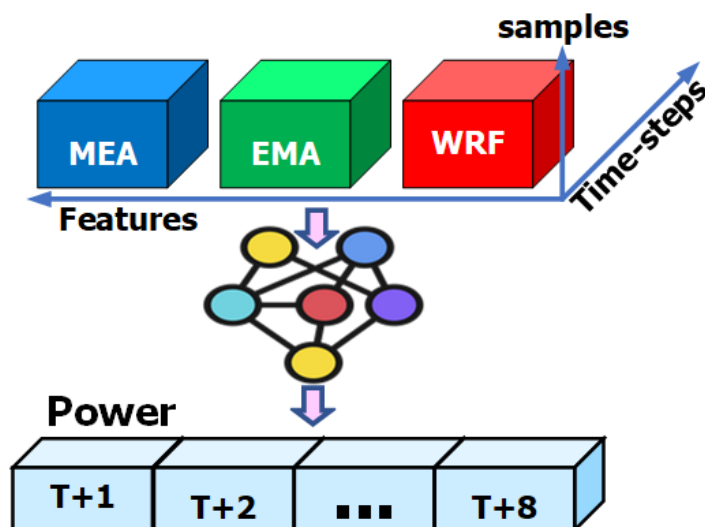 samples
MEA
EMA
WRF
Time-steps
Features
Power
T+1
T+2
...
T+8